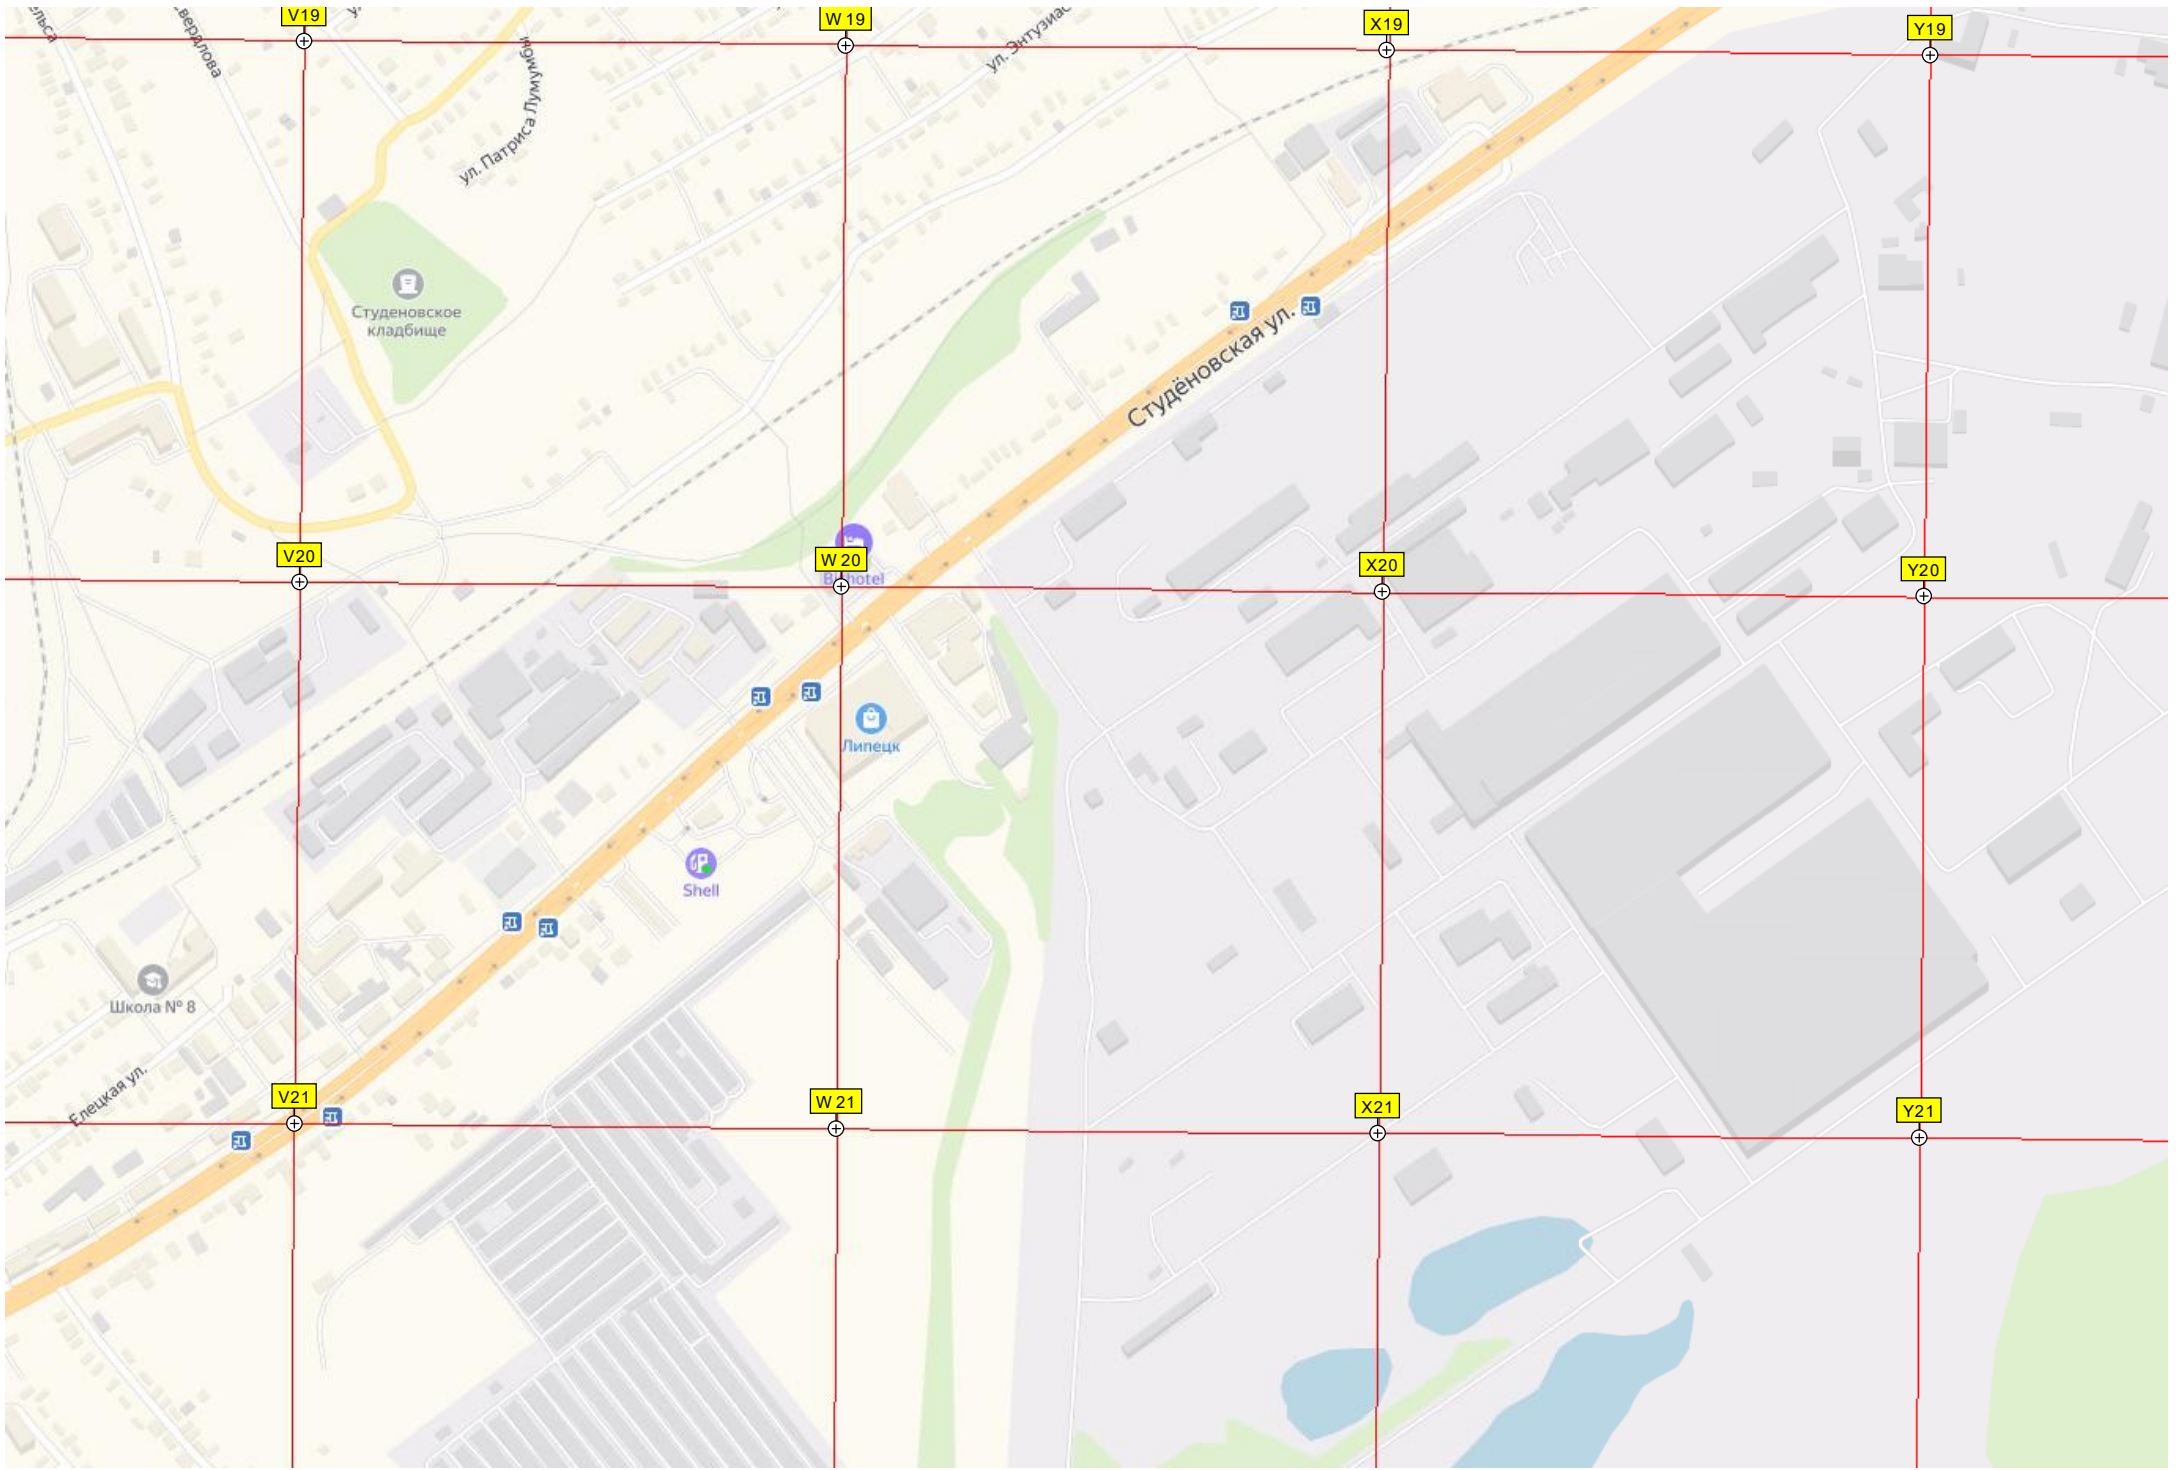 V19
W 19
X19
Y19
ул. Энтузиас
ул. Патриса Лумумбы
Студеновское
кладбище
Студёновская ул.
V20
W 20
X20
Y20
Липецк
Shell
Школа № 8
Елецкая ул.
V21
W 21
X21
Y21